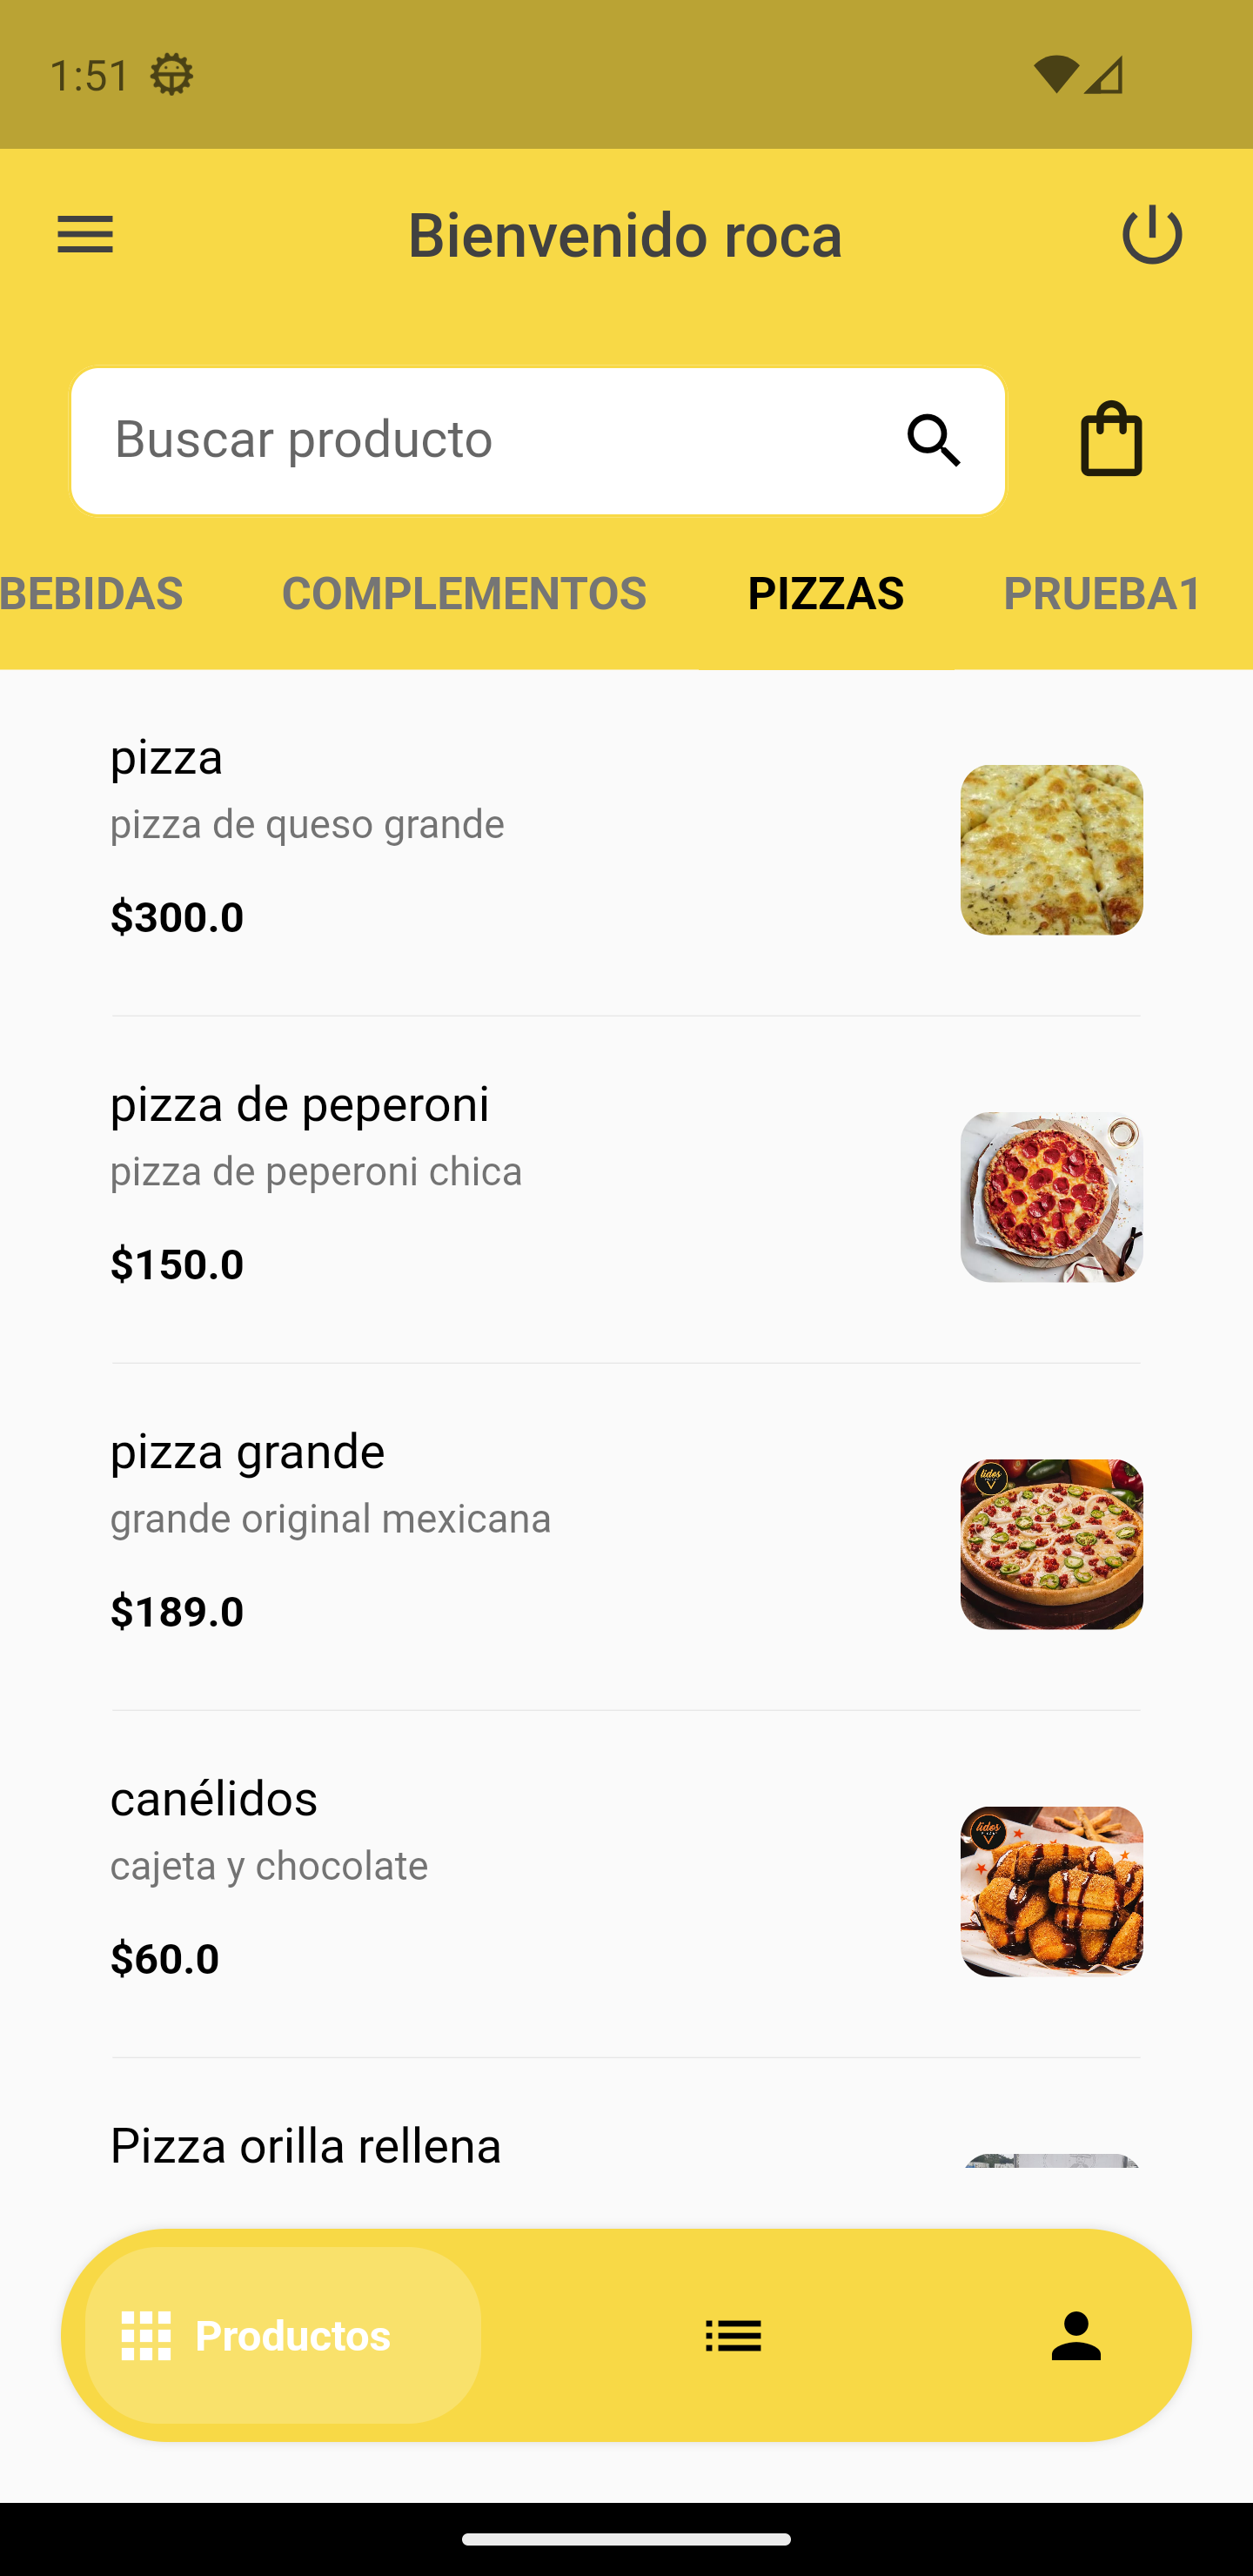 1:51
Bienvenido roca
Buscar producto
BEBIDAS COMPLEMENTOS PIZZAS PRUEBA1
pizza
pizza de queso grande
$300.0
pizza de peperoni
pizza de peperoni chica
$150.0
pizza grande
grande original mexicana
$189.0
lidos
canélidos
cajeta y chocolate
$60.0
lidos
Pizza orilla rellena
Productos